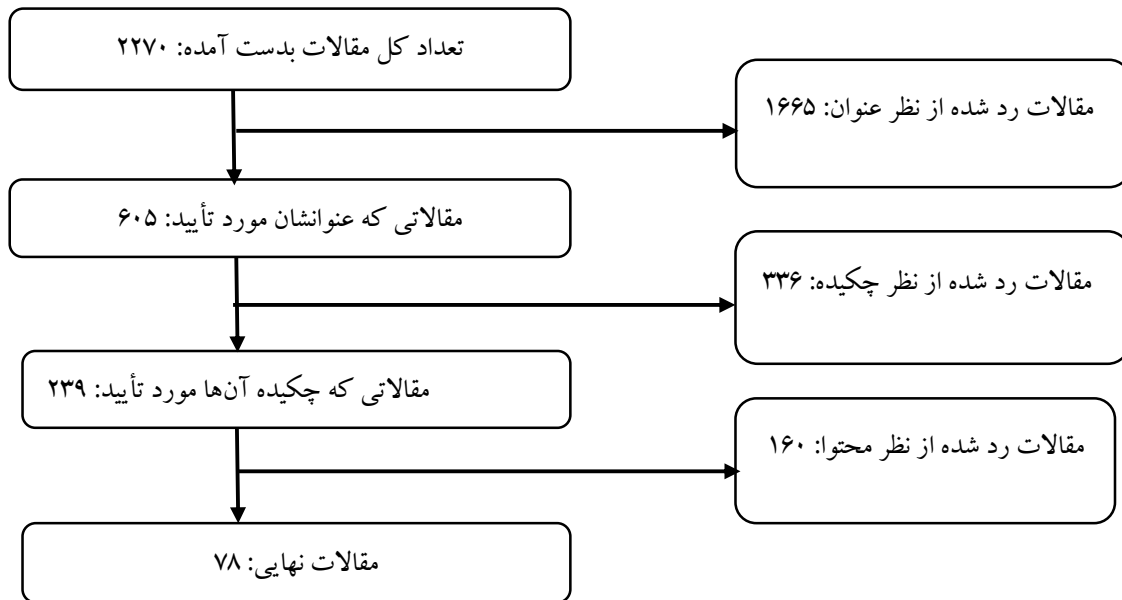 تعداد کل مقالات بدست آمده: ۲۲۷۰
مقالات رد شده از نظر عنوان: ۱۶۶۵
مقالاتی که عنوانشان مورد تأیید: ۶۰۵
مقالات رد شده از نظر چکیده: ۳۳۶
مقالاتی که چکیده آن‌ها مورد تأیید: ۲۳۹
مقالات رد شده از نظر محتوا: ۱۶۰
مقالات نهایی: ۷۸